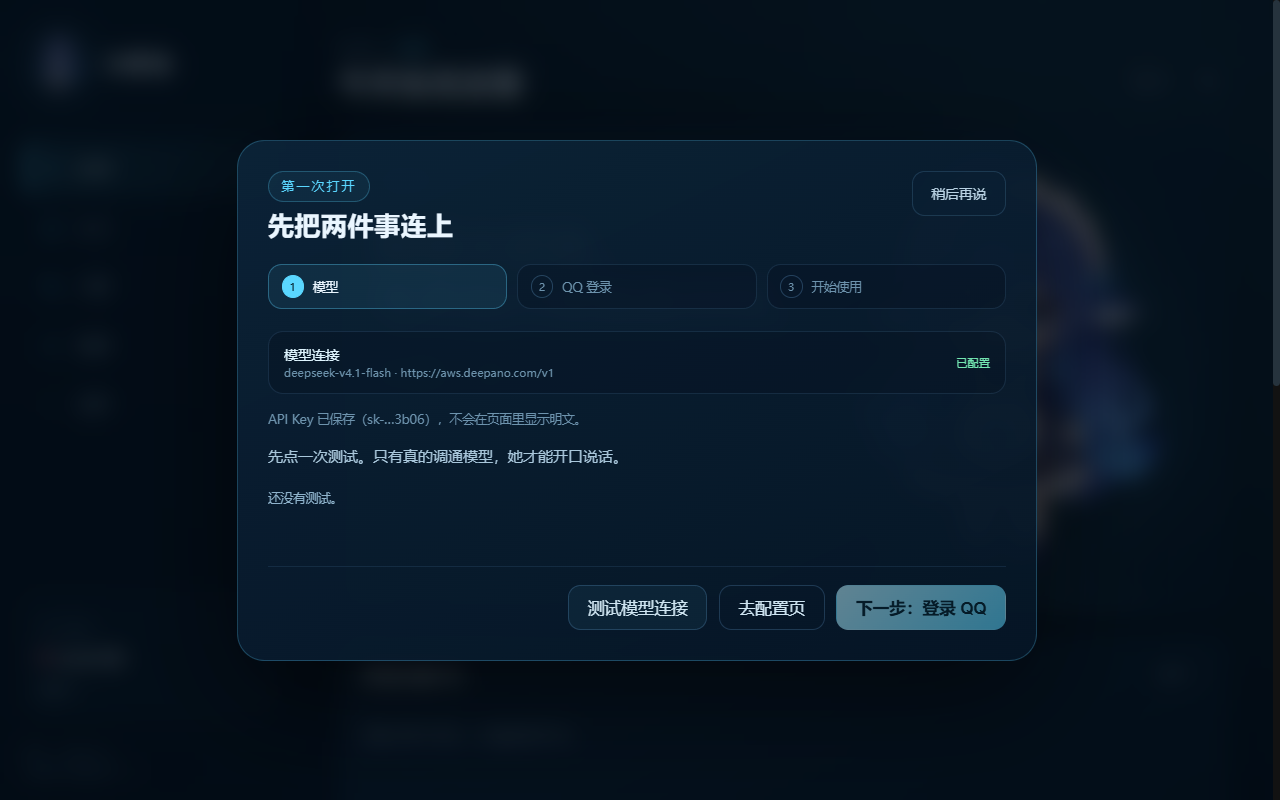 第一次打开
稍后再说
先把两件事连上
1 模型
2 QQ 登录
3 开始使用
模型连接
deepseek-v4.1-flash · https://aws.deepano.com/v1
已配置
API Key 已保存（sk-...3b06），不会在页面里显示明文。
先点一次测试。只有真的调通模型，她才能开口说话。
还没有测试。
测试模型连接
去配置页
下一步：登录 QQ